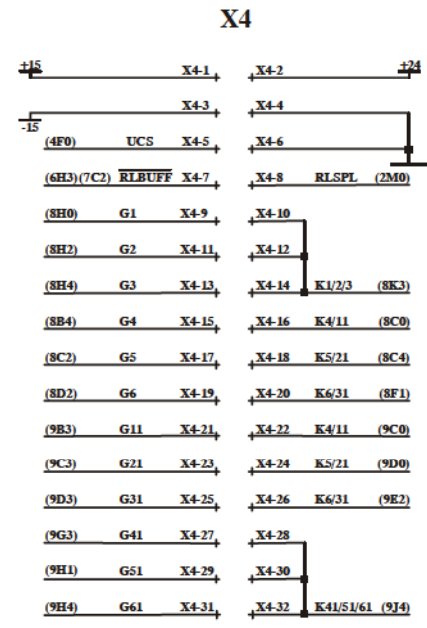 X4
+15 X4-1 X4-2 +24
X4-3 X4-4
-15
(4F0) UCS X4-5 X4-6
(6H3)(7C2) RLBUFF X4-7 X4-8 RLSPL (2M0)
(8H0) G1 X4-9 X4-10
(8H2) G2 X4-11 X4-12
(8H4) G3 X4-13 X4-14 K1/2/3 (8K3)
(8B4) G4 X4-15 X4-16 K4/11 (8C0)
(8C2) G5 X4-17 X4-18 K5/21 (8C4)
(8D2) G6 X4-19 X4-20 K6/31 (8F1)
(9B3) G11 X4-21 X4-22 K4/11 (9C0)
(9C3) G21 X4-23 X4-24 K5/21 (9D0)
(9D3) G31 X4-25 X4-26 K6/31 (9E2)
(9G3) G41 X4-27 X4-28
(9H1) G51 X4-29 X4-30
(9H4) G61 X4-31 X4-32 K41/51/61 (9J4)